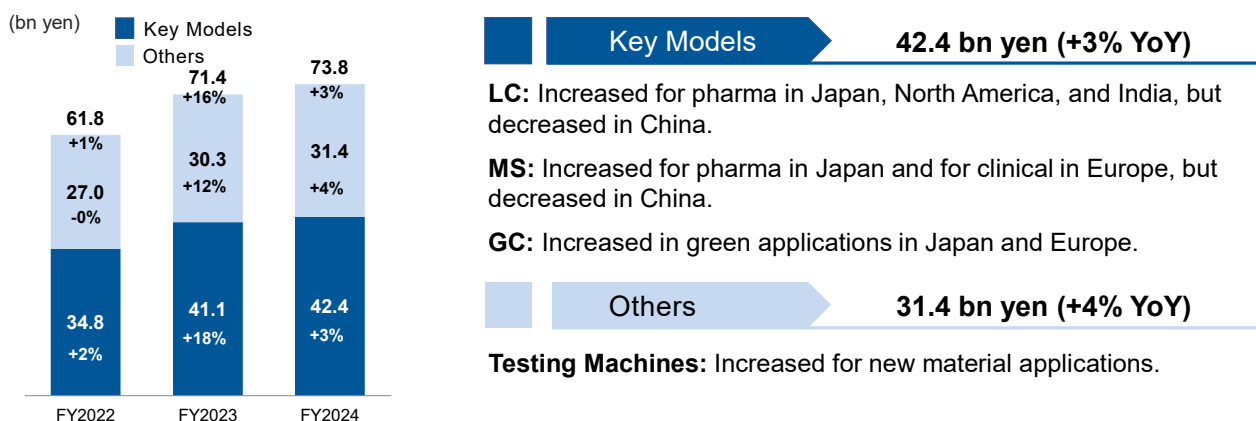 (bn yen)
Key Models
Others
61.8
+1%
27.0
-0%
34.8
+2%
71.4
+16%
30.3
+12%
41.1
+18%
73.8
+3%
31.4
+4%
42.4
+3%
FY2022
FY2023
FY2024
Key Models
42.4 bn yen (+3% YoY)
LC: Increased for pharma in Japan, North America, and India, but
decreased in China.
MS: Increased for pharma in Japan and for clinical in Europe, but
decreased in China.
GC: Increased in green applications in Japan and Europe.
Others
31.4 bn yen (+4% YoY)
Testing Machines: Increased for new material applications.